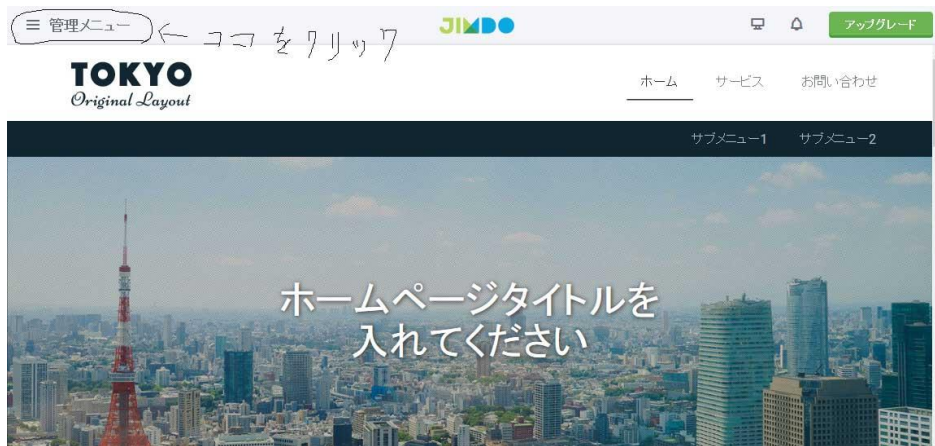 管理メニュー ← ココをクリック JIMDO アップグレード
TOKYO
Original Layout
ホーム サービス お問い合わせ
サブメニュー1 サブメニュー2
ホームページタイトルを
入れてください